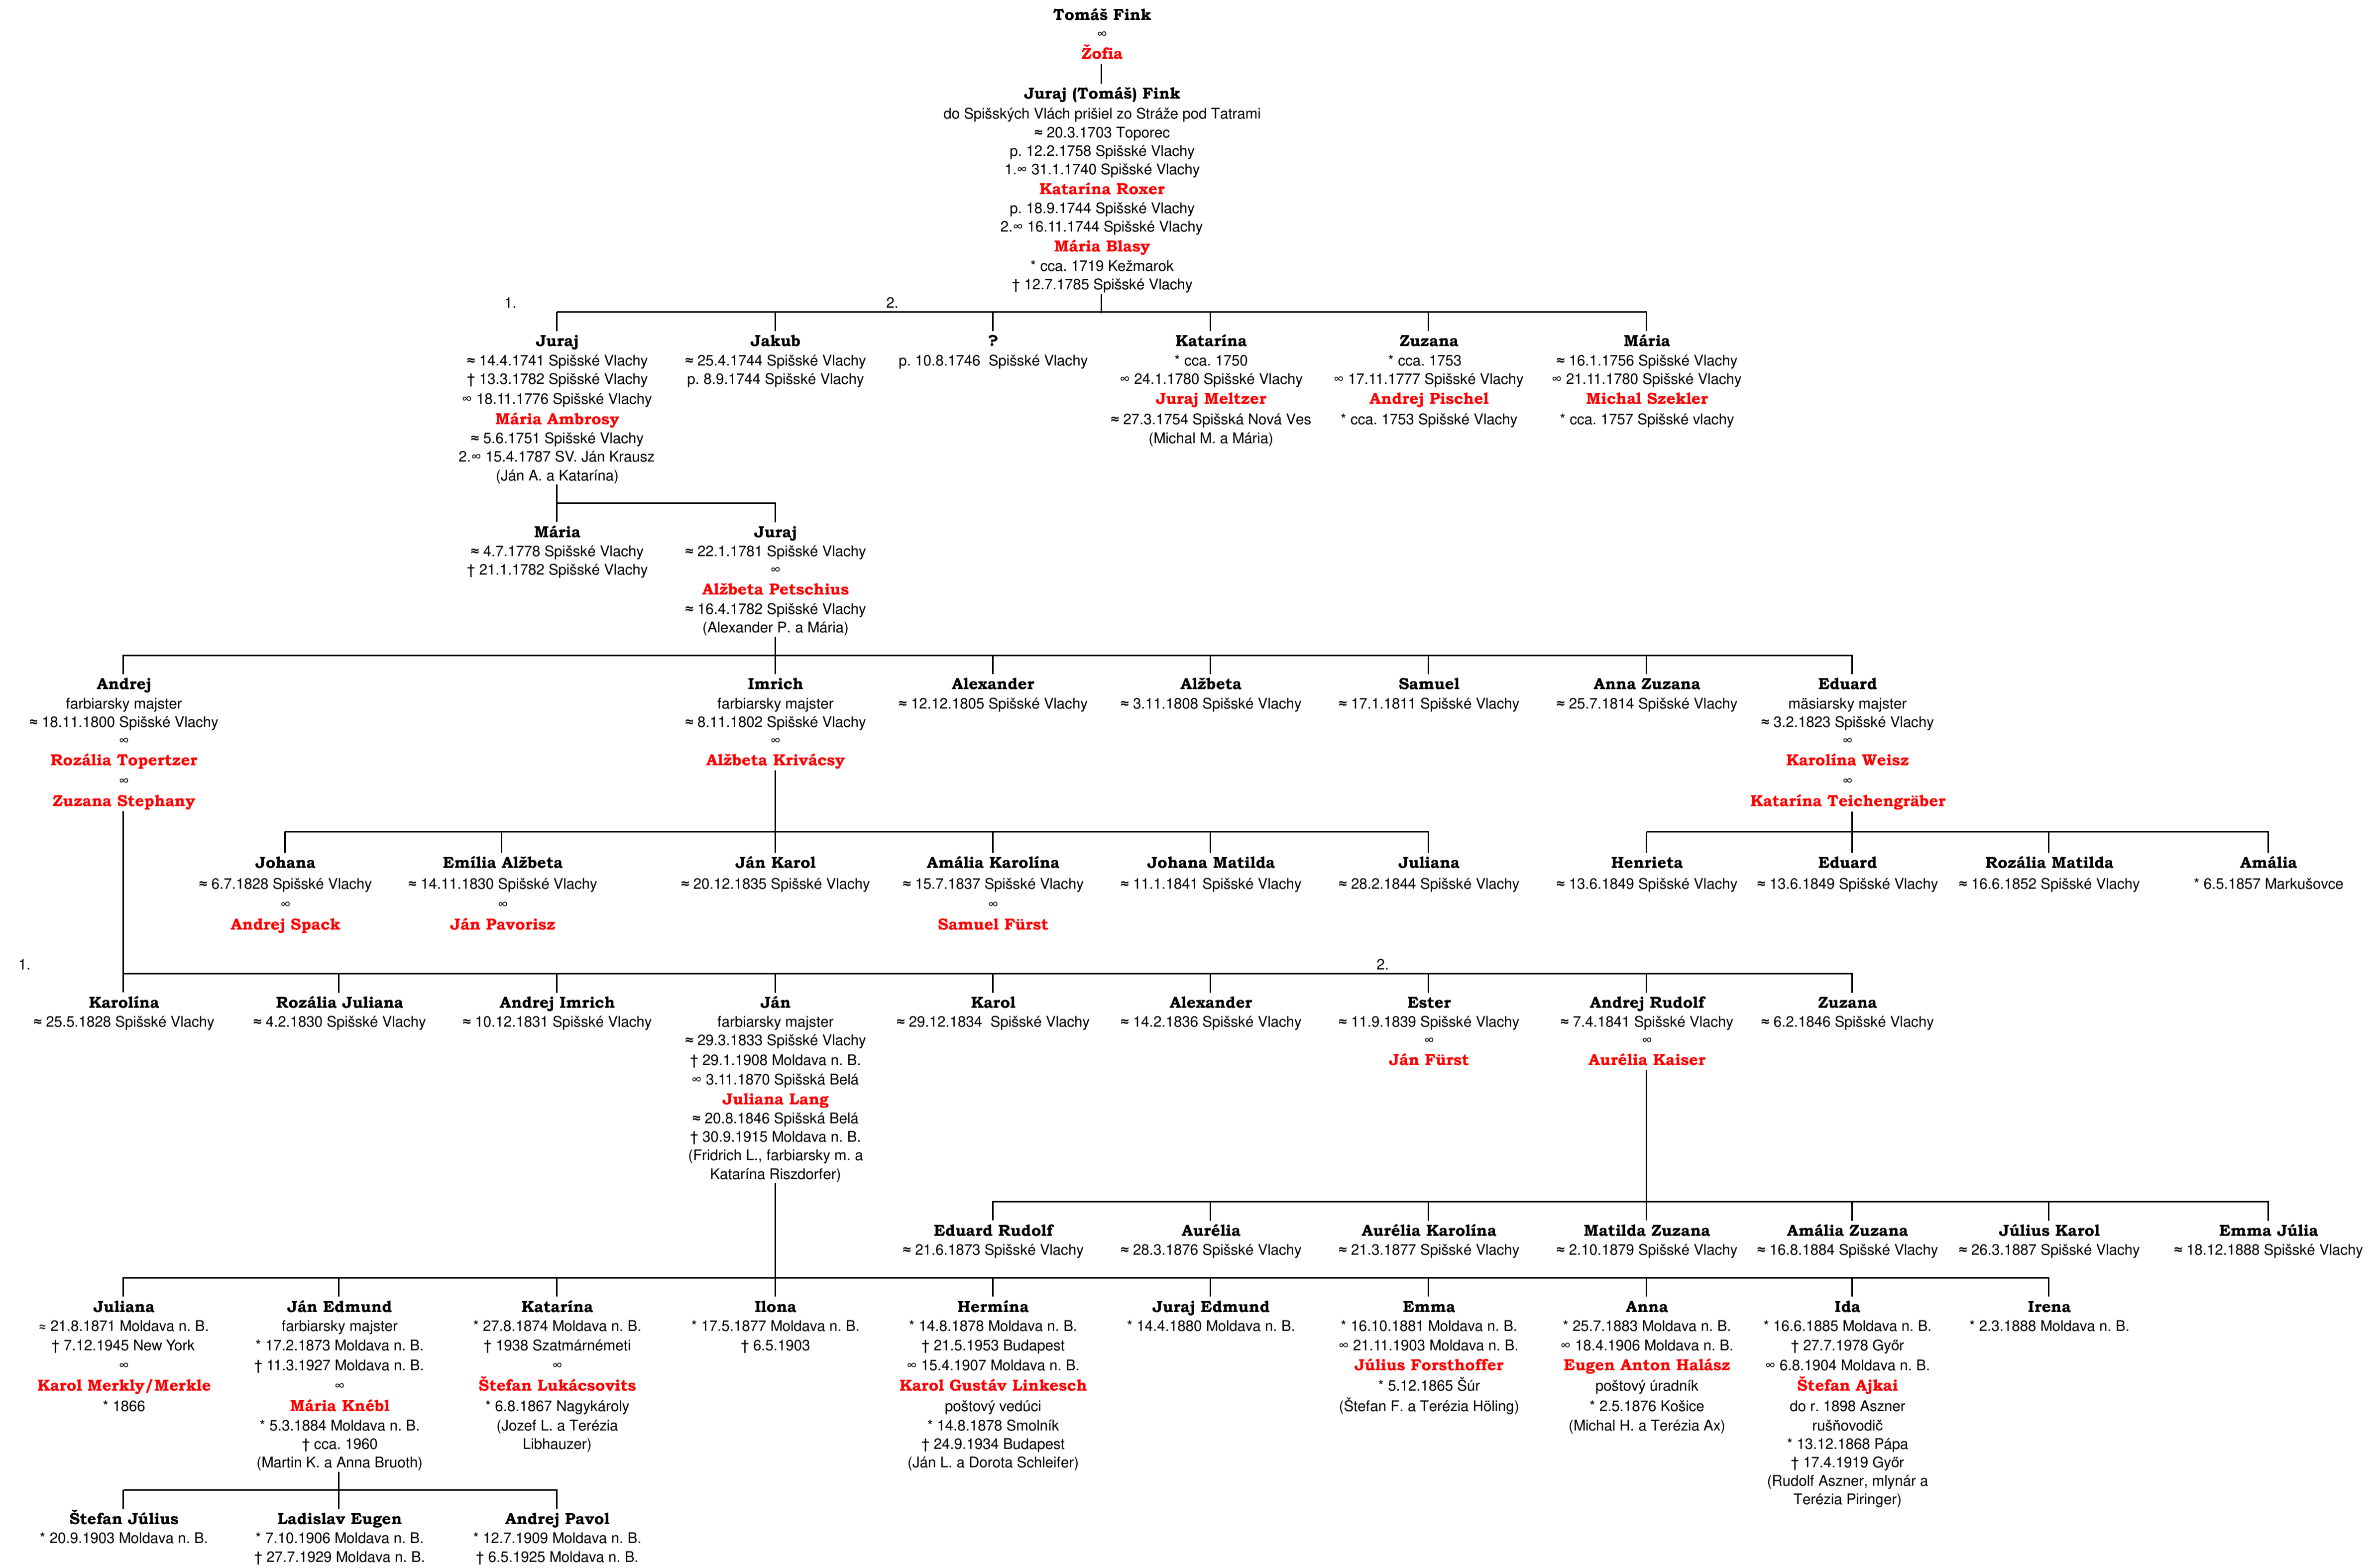 Tomáš Fink
∞
Žofia
Juraj (Tomáš) Fink
do Spišských Vlách prišiel zo Stráže pod Tatrami
≈ 20.3.1703 Toporec
p. 12.2.1758 Spišské Vlachy
1.∞ 31.1.1740 Spišské Vlachy
Katarína Roxer
p. 18.9.1744 Spišské Vlachy
2.∞ 16.11.1744 Spišské Vlachy
Mária Blasy
* cca. 1719 Kežmarok
† 12.7.1785 Spišské Vlachy
1.
2.
Juraj
≈ 14.4.1741 Spišské Vlachy
† 13.3.1782 Spišské Vlachy
∞ 18.11.1776 Spišské Vlachy
Mária Ambrosy
≈ 5.6.1751 Spišské Vlachy
2.∞ 15.4.1787 SV. Ján Krausz
(Ján A. a Katarína)
Jakub
≈ 25.4.1744 Spišské Vlachy
p. 8.9.1744 Spišské Vlachy
?
p. 10.8.1746 Spišské Vlachy
Katarína
* cca. 1750
∞ 24.1.1780 Spišské Vlachy
Juraj Meltzer
≈ 27.3.1754 Spišská Nová Ves
(Michal M. a Mária)
Zuzana
* cca. 1753
∞ 17.11.1777 Spišské Vlachy
Andrej Pischel
* cca. 1753 Spišské Vlachy
Mária
≈ 16.1.1756 Spišské Vlachy
∞ 21.11.1780 Spišské Vlachy
Michal Szekler
* cca. 1757 Spišské vlachy
Mária
≈ 4.7.1778 Spišské Vlachy
† 21.1.1782 Spišské Vlachy
Juraj
≈ 22.1.1781 Spišské Vlachy
∞
Alžbeta Petschius
≈ 16.4.1782 Spišské Vlachy
(Alexander P. a Mária)
Andrej
farbiarsky majster
≈ 18.11.1800 Spišské Vlachy
∞
Rozália Topertzer
∞
Zuzana Stephany
Imrich
farbiarsky majster
≈ 8.11.1802 Spišské Vlachy
∞
Alžbeta Krivácsy
Alexander
≈ 12.12.1805 Spišské Vlachy
Alžbeta
≈ 3.11.1808 Spišské Vlachy
Samuel
≈ 17.1.1811 Spišské Vlachy
Anna Zuzana
≈ 25.7.1814 Spišské Vlachy
Eduard
mäsiarsky majster
≈ 3.2.1823 Spišské Vlachy
∞
Karolína Weisz
∞
Katarína Teichengräber
Johana
≈ 6.7.1828 Spišské Vlachy
∞
Andrej Spack
Emília Alžbeta
≈ 14.11.1830 Spišské Vlachy
∞
Ján Pavorisz
Ján Karol
≈ 20.12.1835 Spišské Vlachy
Amália Karolína
≈ 15.7.1837 Spišské Vlachy
∞
Samuel Fürst
Johana Matilda
≈ 11.1.1841 Spišské Vlachy
Juliana
≈ 28.2.1844 Spišské Vlachy
Henrieta
≈ 13.6.1849 Spišské Vlachy
Eduard
≈ 13.6.1849 Spišské Vlachy
Rozália Matilda
≈ 16.6.1852 Spišské Vlachy
Amália
* 6.5.1857 Markušovce
1.
2.
Karolína
≈ 25.5.1828 Spišské Vlachy
Rozália Juliana
≈ 4.2.1830 Spišské Vlachy
Andrej Imrich
≈ 10.12.1831 Spišské Vlachy
Ján
farbiarsky majster
≈ 29.3.1833 Spišské Vlachy
† 29.1.1908 Moldava n. B.
∞ 3.11.1870 Spišská Belá
Juliana Lang
≈ 20.8.1846 Spišská Belá
† 30.9.1915 Moldava n. B.
(Fridrich L., farbiarsky m. a
Katarína Riszdorfer)
Karol
≈ 29.12.1834 Spišské Vlachy
Alexander
≈ 14.2.1836 Spišské Vlachy
Ester
≈ 11.9.1839 Spišské Vlachy
∞
Ján Fürst
Andrej Rudolf
≈ 7.4.1841 Spišské Vlachy
∞
Aurélia Kaiser
Zuzana
≈ 6.2.1846 Spišské Vlachy
Eduard Rudolf
≈ 21.6.1873 Spišské Vlachy
Aurélia
≈ 28.3.1876 Spišské Vlachy
Aurélia Karolína
≈ 21.3.1877 Spišské Vlachy
Matilda Zuzana
≈ 2.10.1879 Spišské Vlachy
Amália Zuzana
≈ 16.8.1884 Spišské Vlachy
Július Karol
≈ 26.3.1887 Spišské Vlachy
Emma Júlia
≈ 18.12.1888 Spišské Vlachy
Juliana
≈ 21.8.1871 Moldava n. B.
† 7.12.1945 New York
∞
Karol Merkly/Merkle
* 1866
Ján Edmund
farbiarsky majster
* 17.2.1873 Moldava n. B.
† 11.3.1927 Moldava n. B.
∞
Mária Knébl
* 5.3.1884 Moldava n. B.
† cca. 1960
(Martin K. a Anna Bruoth)
Katarína
* 27.8.1874 Moldava n. B.
† 1938 Szatmárnémeti
∞
Štefan Lukácsovits
* 6.8.1867 Nagykároly
(Jozef L. a Terézia
Libhauzer)
Ilona
* 17.5.1877 Moldava n. B.
† 6.5.1903
Hermína
* 14.8.1878 Moldava n. B.
† 21.5.1953 Budapest
∞ 15.4.1907 Moldava n. B.
Karol Gustáv Linkesch
poštový vedúci
* 14.8.1878 Smolník
† 24.9.1934 Budapest
(Ján L. a Dorota Schleifer)
Juraj Edmund
* 14.4.1880 Moldava n. B.
Emma
* 16.10.1881 Moldava n. B.
∞ 21.11.1903 Moldava n. B.
Július Forsthoffer
* 5.12.1865 Šúr
(Štefan F. a Terézia Höling)
Anna
* 25.7.1883 Moldava n. B.
∞ 18.4.1906 Moldava n. B.
Eugen Anton Halász
poštový úradník
* 2.5.1876 Košice
(Michal H. a Terézia Ax)
Ida
* 16.6.1885 Moldava n. B.
† 27.7.1978 Győr
∞ 6.8.1904 Moldava n. B.
Štefan Ajkai
do r. 1898 Aszner
rušňovodič
* 13.12.1868 Pápa
† 17.4.1919 Győr
(Rudolf Aszner, mlynár a
Terézia Piringer)
Irena
* 2.3.1888 Moldava n. B.
Štefan Július
* 20.9.1903 Moldava n. B.
Ladislav Eugen
* 7.10.1906 Moldava n. B.
† 27.7.1929 Moldava n. B.
Andrej Pavol
* 12.7.1909 Moldava n. B.
† 6.5.1925 Moldava n. B.